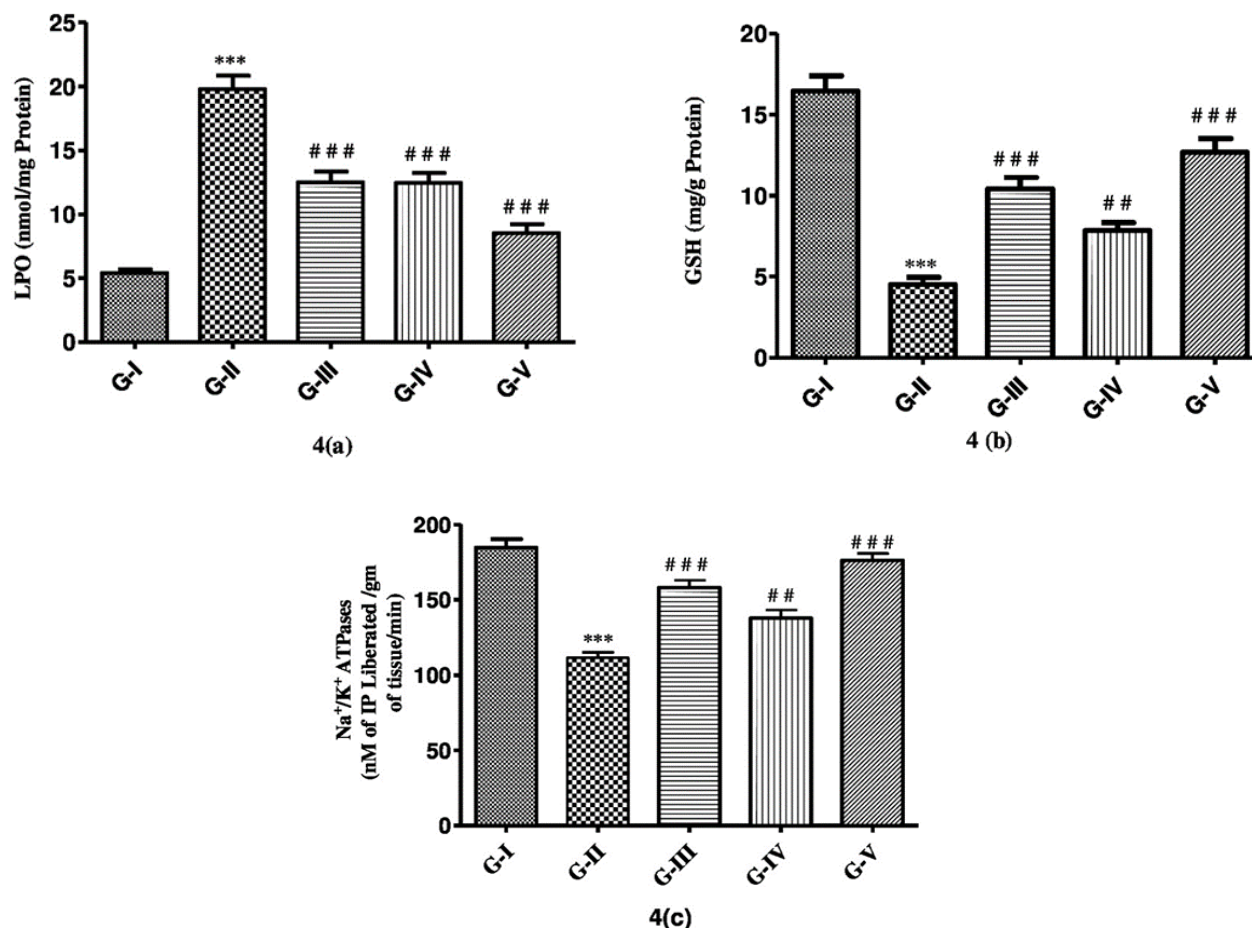 25
20
15
10
5
0
LPO (nmol/mg Protein)
***
# # #
# # #
# # #
G-I
G-II
G-III
G-IV
G-V
4(a)
20
15
10
5
0
GSH (mg/g Protein)
***
# # #
# #
# # #
G-I
G-II
G-III
G-IV
G-V
4 (b)
200
150
100
50
0
Na⁺/K⁺ ATPases
(nM of IP Liberated /gm
of tissue/min)
***
# # #
# #
# # #
G-I
G-II
G-III
G-IV
G-V
4(c)